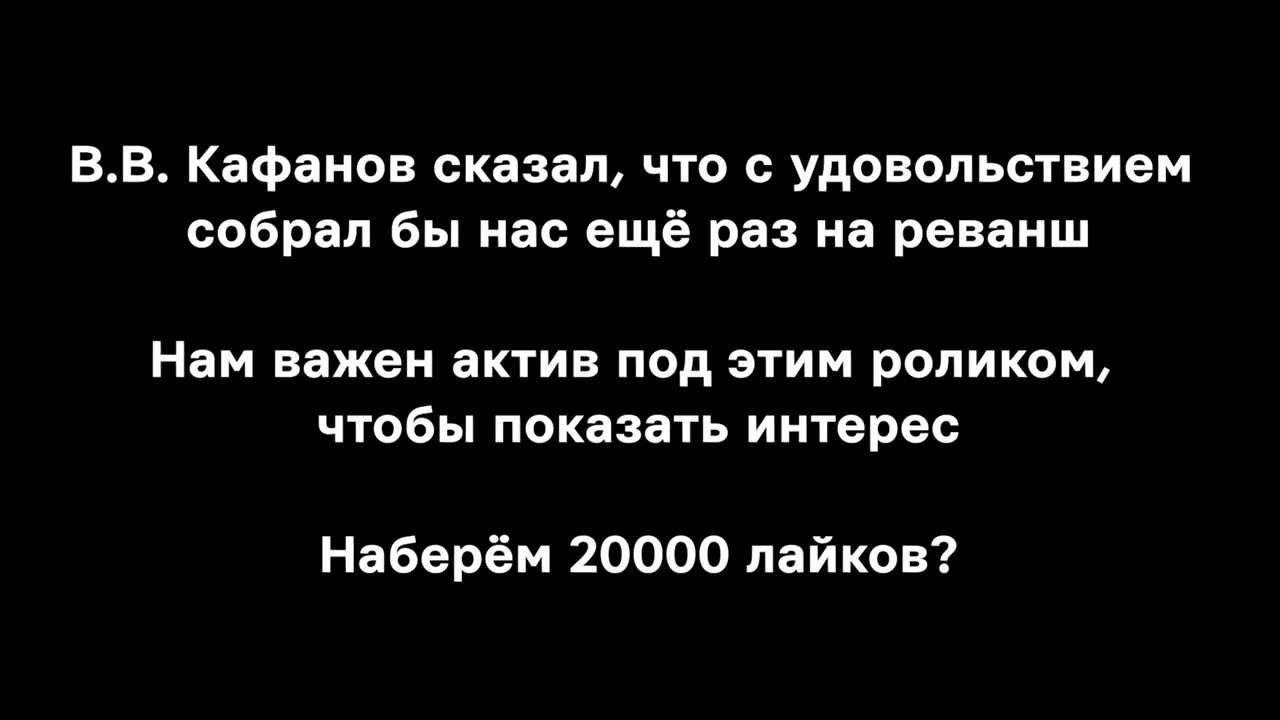 В.В. Кафанов сказал, что с удовольствием
собрал бы нас ещё раз на реванш
Нам важен актив под этим роликом,
чтобы показать интерес
Наберём 20000 лайков?